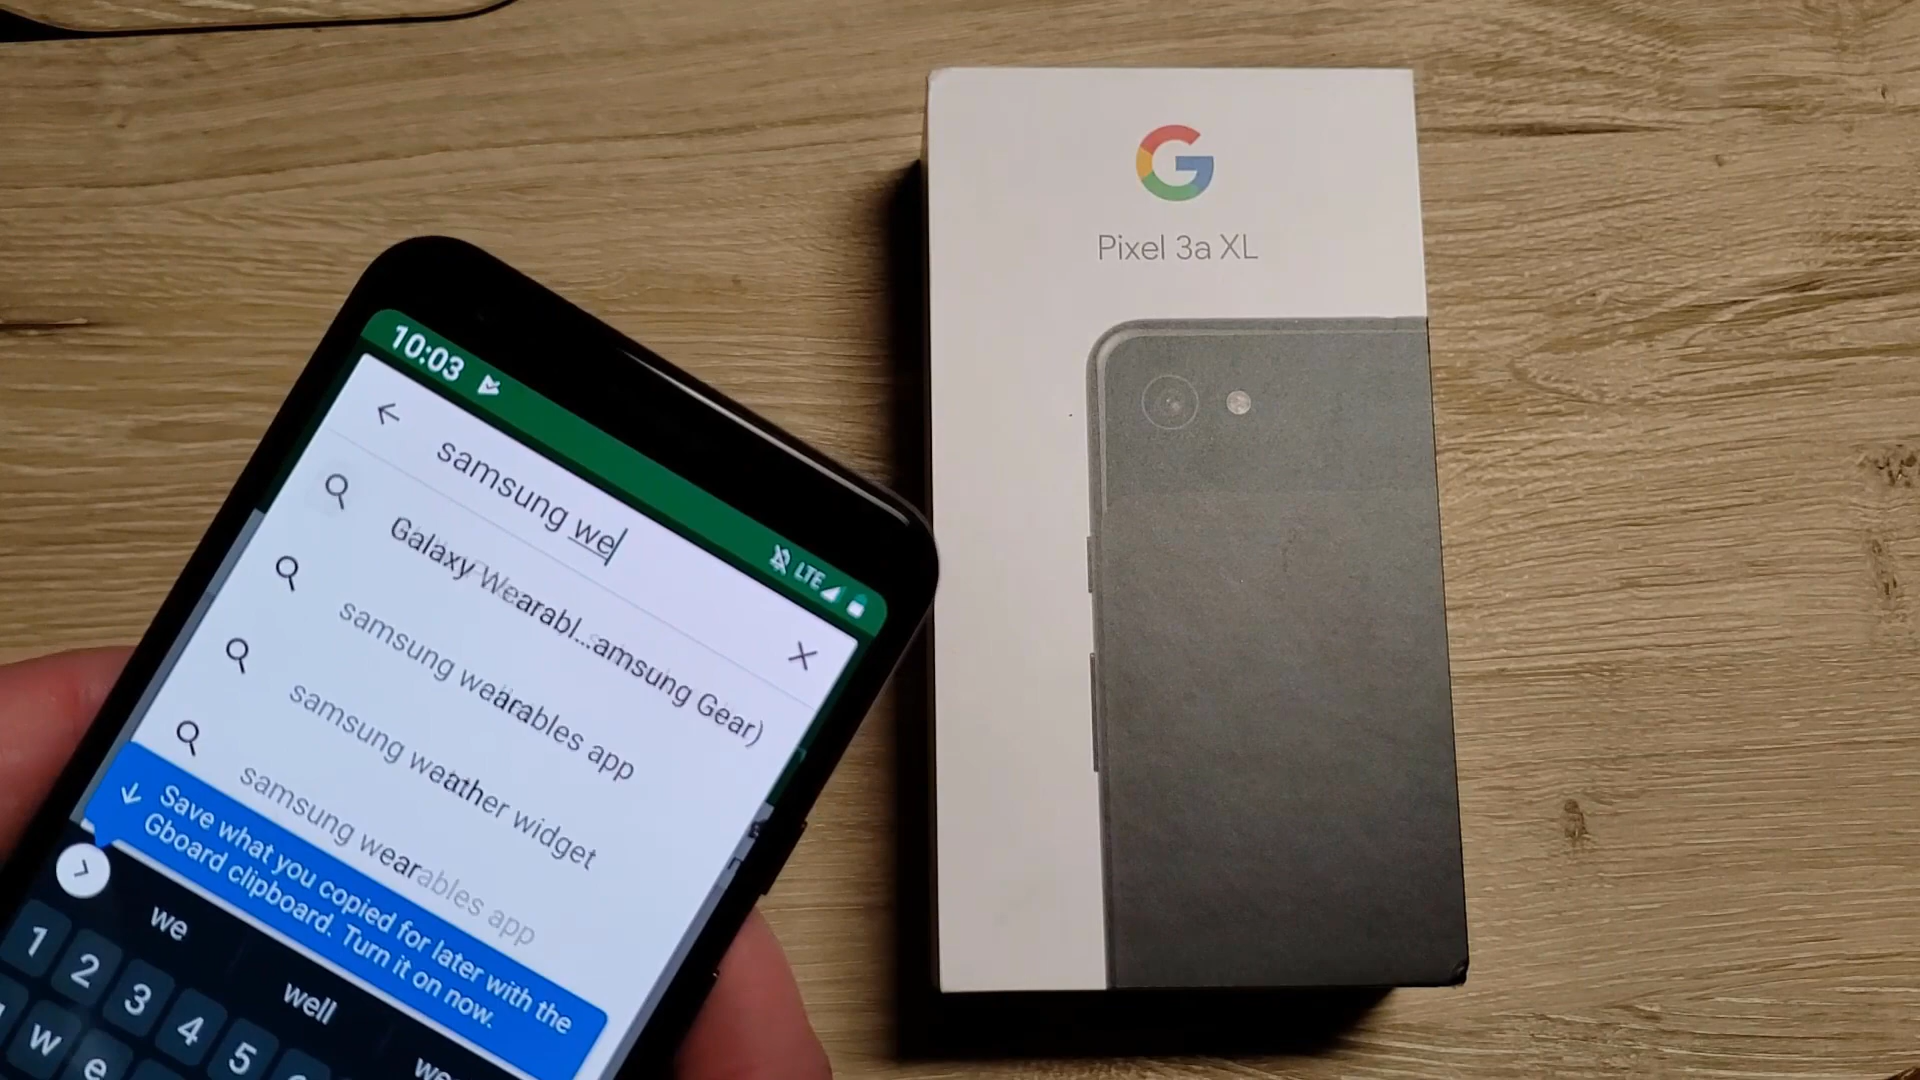 10:03
LTE
samsung we
Galaxy Wearabl...amsung Gear)
samsung wearables app
samsung weather widget
samsung wearables app
Save what you copied for later with the
Gboard clipboard. Turn it on now.
we
well
1 2 3 4 5
w e
G
Pixel 3a XL